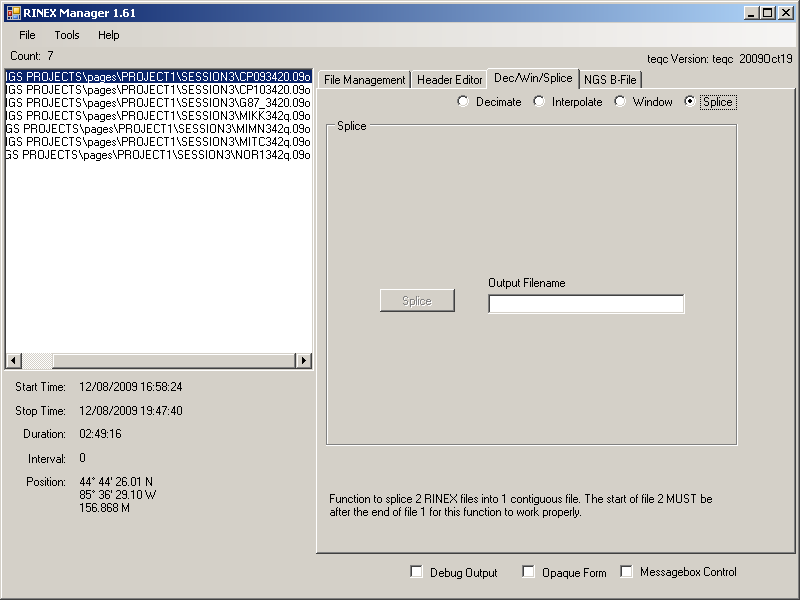 RINEX Manager 1.61
File Tools Help
Count: 7
teqc Version: teqc 2009Oct19
IGS PROJECTS\pages\PROJECT1\SESSION3\CP093420.09o
IGS PROJECTS\pages\PROJECT1\SESSION3\CP103420.09o
IGS PROJECTS\pages\PROJECT1\SESSION3\G87_3420.09o
IGS PROJECTS\pages\PROJECT1\SESSION3\MIKK342q.09o
GS PROJECTS\pages\PROJECT1\SESSION3\MIMN342q.09o
IGS PROJECTS\pages\PROJECT1\SESSION3\MITC342q.09o
GS PROJECTS\pages\PROJECT1\SESSION3\NOR1342q.09o
File Management Header Editor Dec/Win/Splice NGS B-File
Decimate Interpolate Window Splice
Splice
Output Filename
Splice
Start Time: 12/08/2009 16:58:24
Stop Time: 12/08/2009 19:47:40
Duration: 02:49:16
Interval: 0
Position: 44° 44' 26.01 N
85° 36' 29.10 W
156.868 M
Function to splice 2 RINEX files into 1 contiguous file. The start of file 2 MUST be
after the end of file 1 for this function to work properly.
Debug Output Opaque Form Messagebox Control